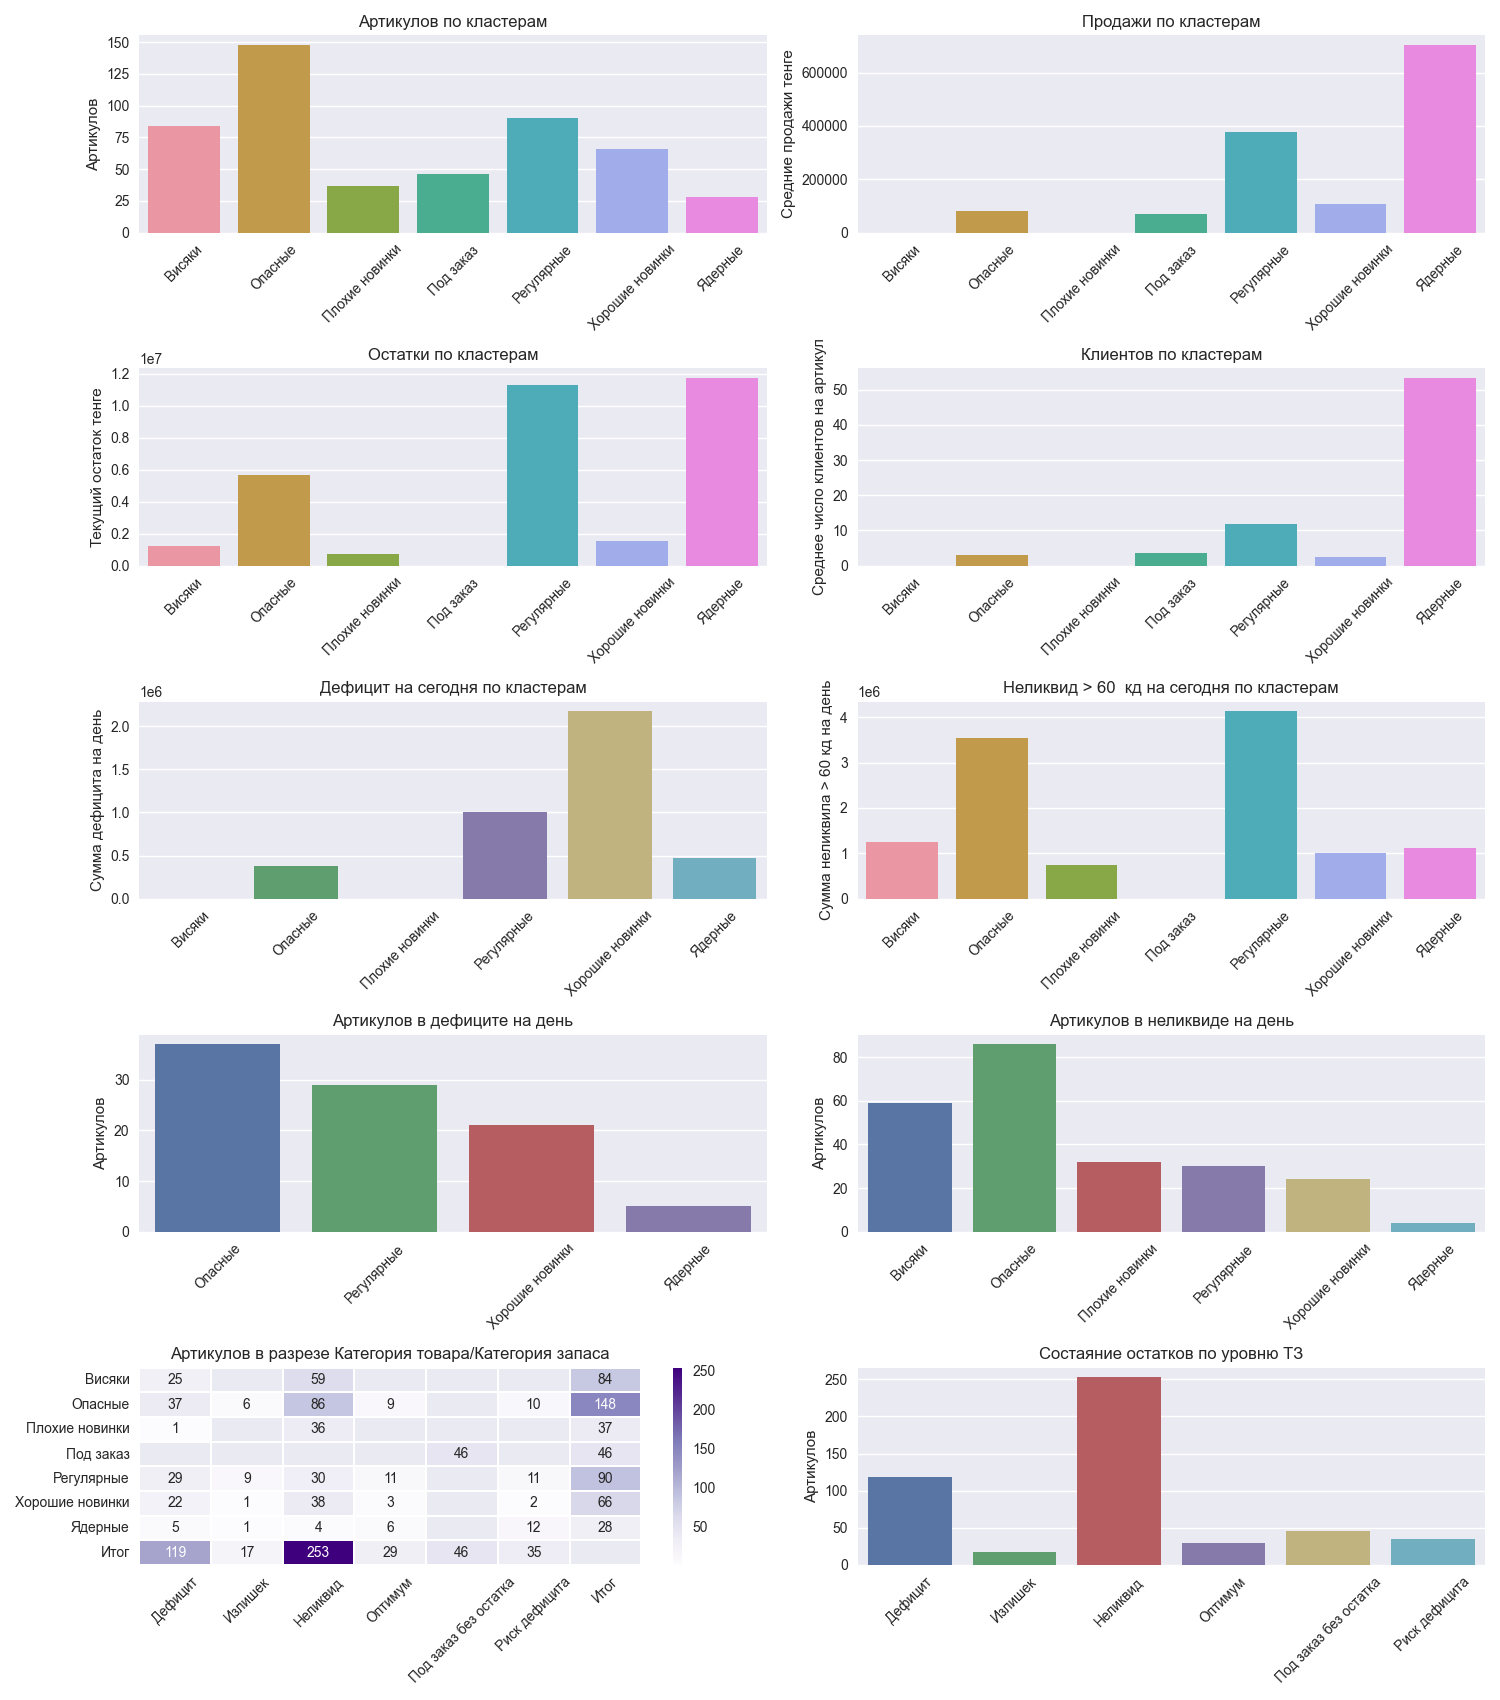 Артикулов по кластерам
Артикулов
150
125
100
75
50
25
0
Висяки
Опасные
Плохие новинки
Под заказ
Регулярные
Хорошие новинки
Ядерные
Продажи по кластерам
Средние продажи тенге
600000
400000
200000
0
Висяки
Опасные
Плохие новинки
Под заказ
Регулярные
Хорошие новинки
Ядерные
Остатки по кластерам
1e7
Текущий остаток тенге
1.2
1.0
0.8
0.6
0.4
0.2
0.0
Висяки
Опасные
Плохие новинки
Под заказ
Регулярные
Хорошие новинки
Ядерные
Клиентов по кластерам
Среднее число клиентов на артикул
50
40
30
20
10
0
Висяки
Опасные
Плохие новинки
Под заказ
Регулярные
Хорошие новинки
Ядерные
Дефицит на сегодня по кластерам
1e6
Сумма дефицита на день
2.0
1.5
1.0
0.5
0.0
Висяки
Опасные
Плохие новинки
Регулярные
Хорошие новинки
Ядерные
Неликвид > 60  кд на сегодня по кластерам
1e6
Сумма неликвила > 60 кд на день
4
3
2
1
0
Висяки
Опасные
Плохие новинки
Под заказ
Регулярные
Хорошие новинки
Ядерные
Артикулов в дефиците на день
Артикулов
30
20
10
0
Опасные
Регулярные
Хорошие новинки
Ядерные
Артикулов в неликвиде на день
Артикулов
80
60
40
20
0
Висяки
Опасные
Плохие новинки
Регулярные
Хорошие новинки
Ядерные
Артикулов в разрезе Категория товара/Категория запаса
Висяки 25 59 84
Опасные 37 6 86 9 10 148
Плохие новинки 1 36 37
Под заказ 46 46
Регулярные 29 9 30 11 11 90
Хорошие новинки 22 1 38 3 2 66
Ядерные 5 1 4 6 12 28
Итог 119 17 253 29 46 35
Дефицит
Излишек
Неликвид
Оптимум
Под заказ без остатка
Риск дефицита
Итог
250
200
150
100
50
Состаяние остатков по уровню ТЗ
Артикулов
250
200
150
100
50
0
Дефицит
Излишек
Неликвид
Оптимум
Под заказ без остатка
Риск дефицита